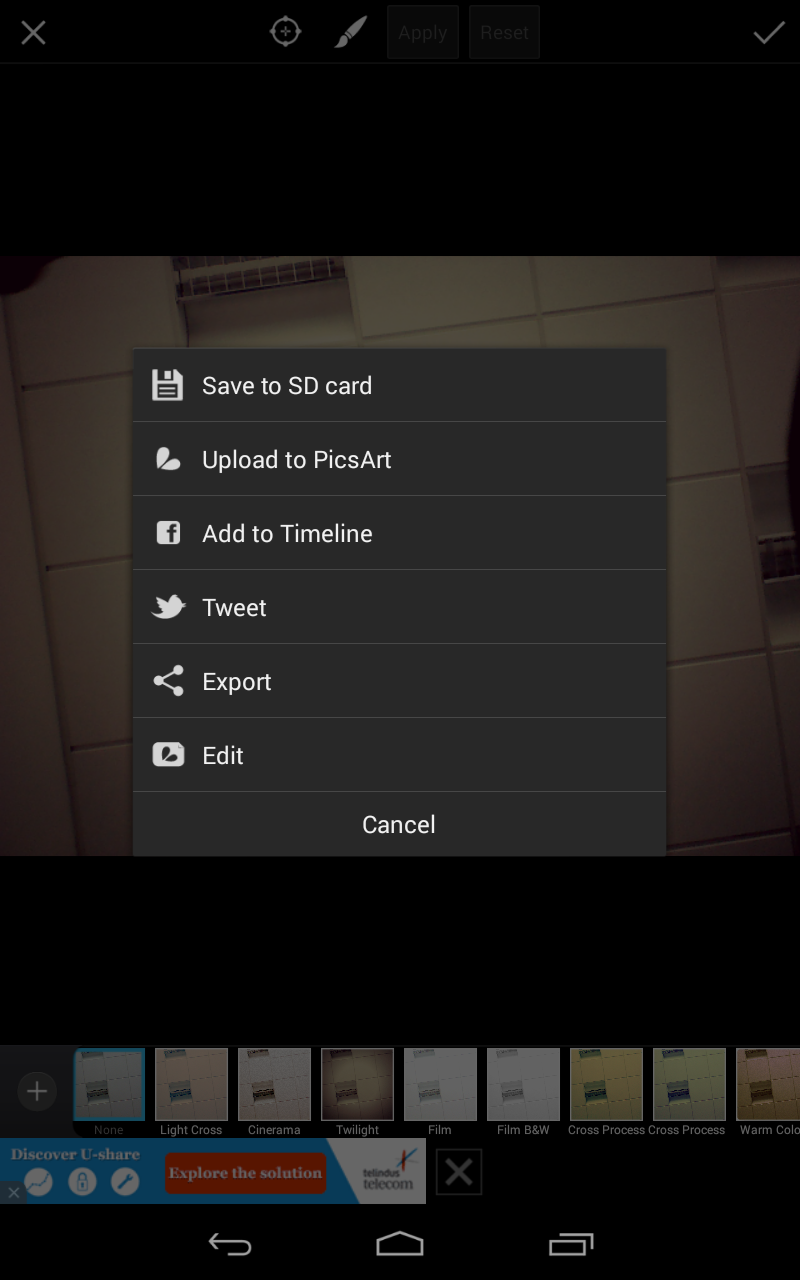 Apply Reset
Save to SD card
Upload to PicsArt
Add to Timeline
Tweet
Export
Edit
Cancel
None Light Cross Cinerama Twilight Film Film B&W Cross Process Cross Process Warm Colo
Discover U-share
Explore the solution
telindus
telecom